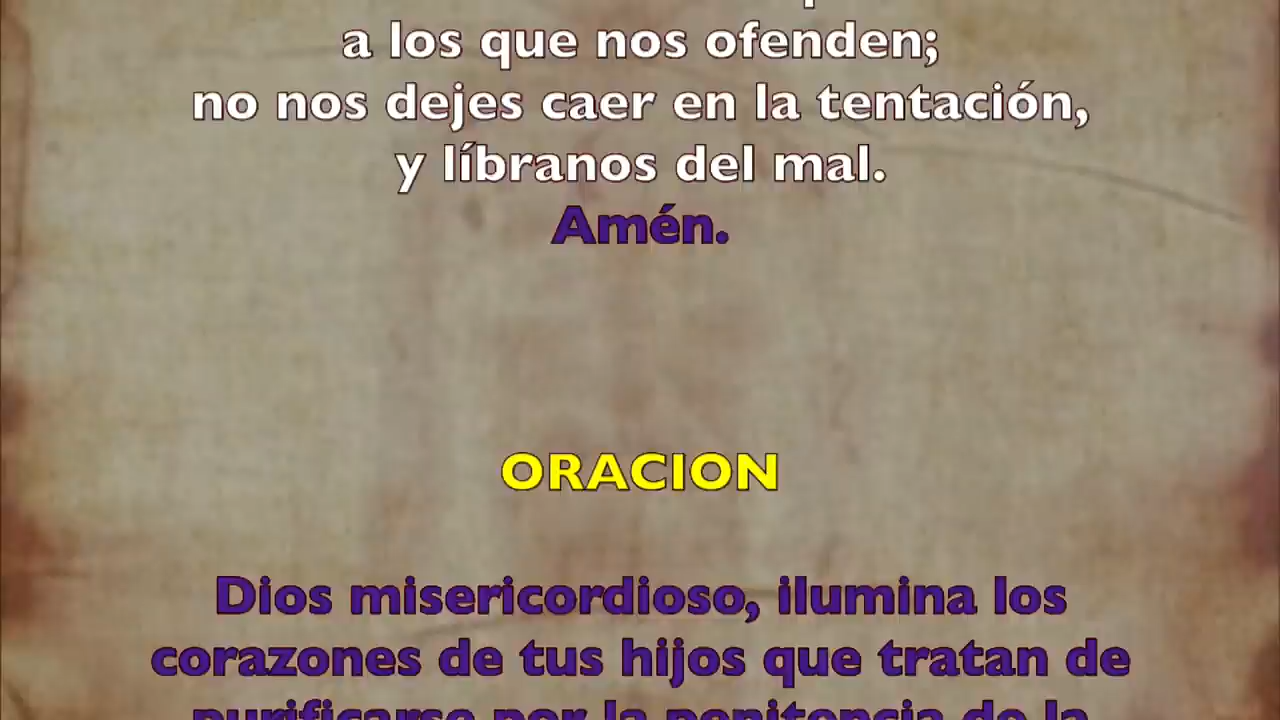 a los que nos ofenden;
no nos dejes caer en la tentación,
y líbranos del mal.
Amén.
ORACION
Dios misericordioso, ilumina los
corazones de tus hijos que tratan de
purificarse por la penitencia de la